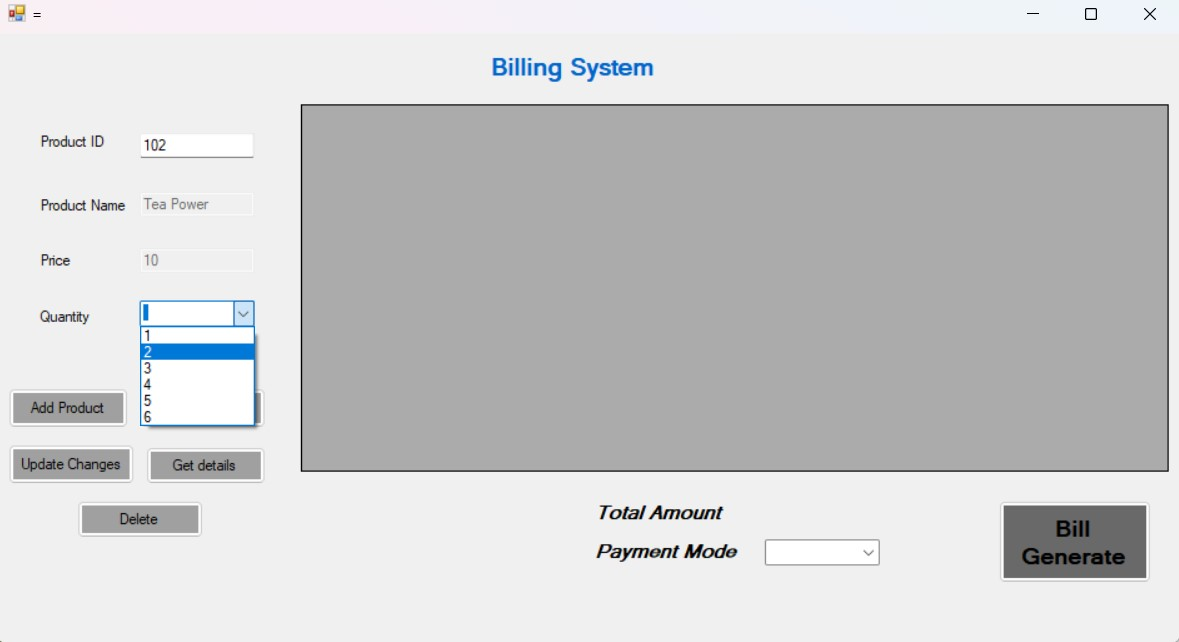 =
Billing System
Product ID
102
Product Name
Tea Power
Price
10
Quantity
1
2
3
4
5
6
Add Product
Update Changes
Get details
Delete
Total Amount
Payment Mode
Bill
Generate